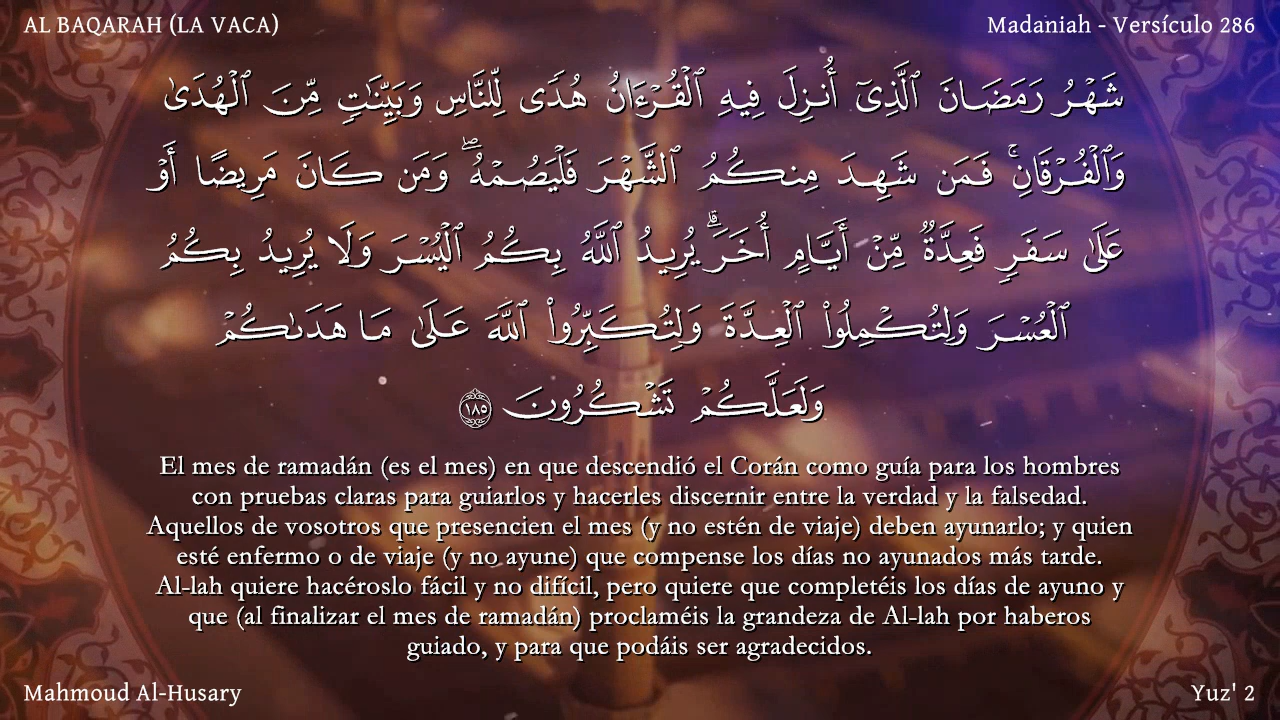 AL BAQARAH (LA VACA)
Madaniah - Versículo 286
شَهْرُ رَمَضَانَ ٱلَّذِىٓ أُنزِلَ فِيهِ ٱلْقُرْءَانُ هُدًى لِّلنَّاسِ وَبَيِّنَٰتٍ مِّنَ ٱلْهُدَىٰ
وَٱلْفُرْقَانِ ۚ فَمَن شَهِدَ مِنكُمُ ٱلشَّهْرَ فَلْيَصُمْهُ ۖ وَمَن كَانَ مَرِيضًا أَوْ
عَلَىٰ سَفَرٍ فَعِدَّةٌ مِّنْ أَيَّامٍ أُخَرَ ۗ يُرِيدُ ٱللَّهُ بِكُمُ ٱلْيُسْرَ وَلَا يُرِيدُ بِكُمُ
ٱلْعُسْرَ وَلِتُكْمِلُوا۟ ٱلْعِدَّةَ وَلِتُكَبِّرُوا۟ ٱللَّهَ عَلَىٰ مَا هَدَىٰكُمْ
وَلَعَلَّكُمْ تَشْكُرُونَ ١٨٥
El mes de ramadán (es el mes) en que descendió el Corán como guía para los hombres
con pruebas claras para guiarlos y hacerles discernir entre la verdad y la falsedad.
Aquellos de vosotros que presencien el mes (y no estén de viaje) deben ayunarlo; y quien
esté enfermo o de viaje (y no ayune) que compense los días no ayunados más tarde.
Al-lah quiere hacéroslo fácil y no difícil, pero quiere que completéis los días de ayuno y
que (al finalizar el mes de ramadán) proclaméis la grandeza de Al-lah por haberos
guiado, y para que podáis ser agradecidos.
Mahmoud Al-Husary
Yuz' 2